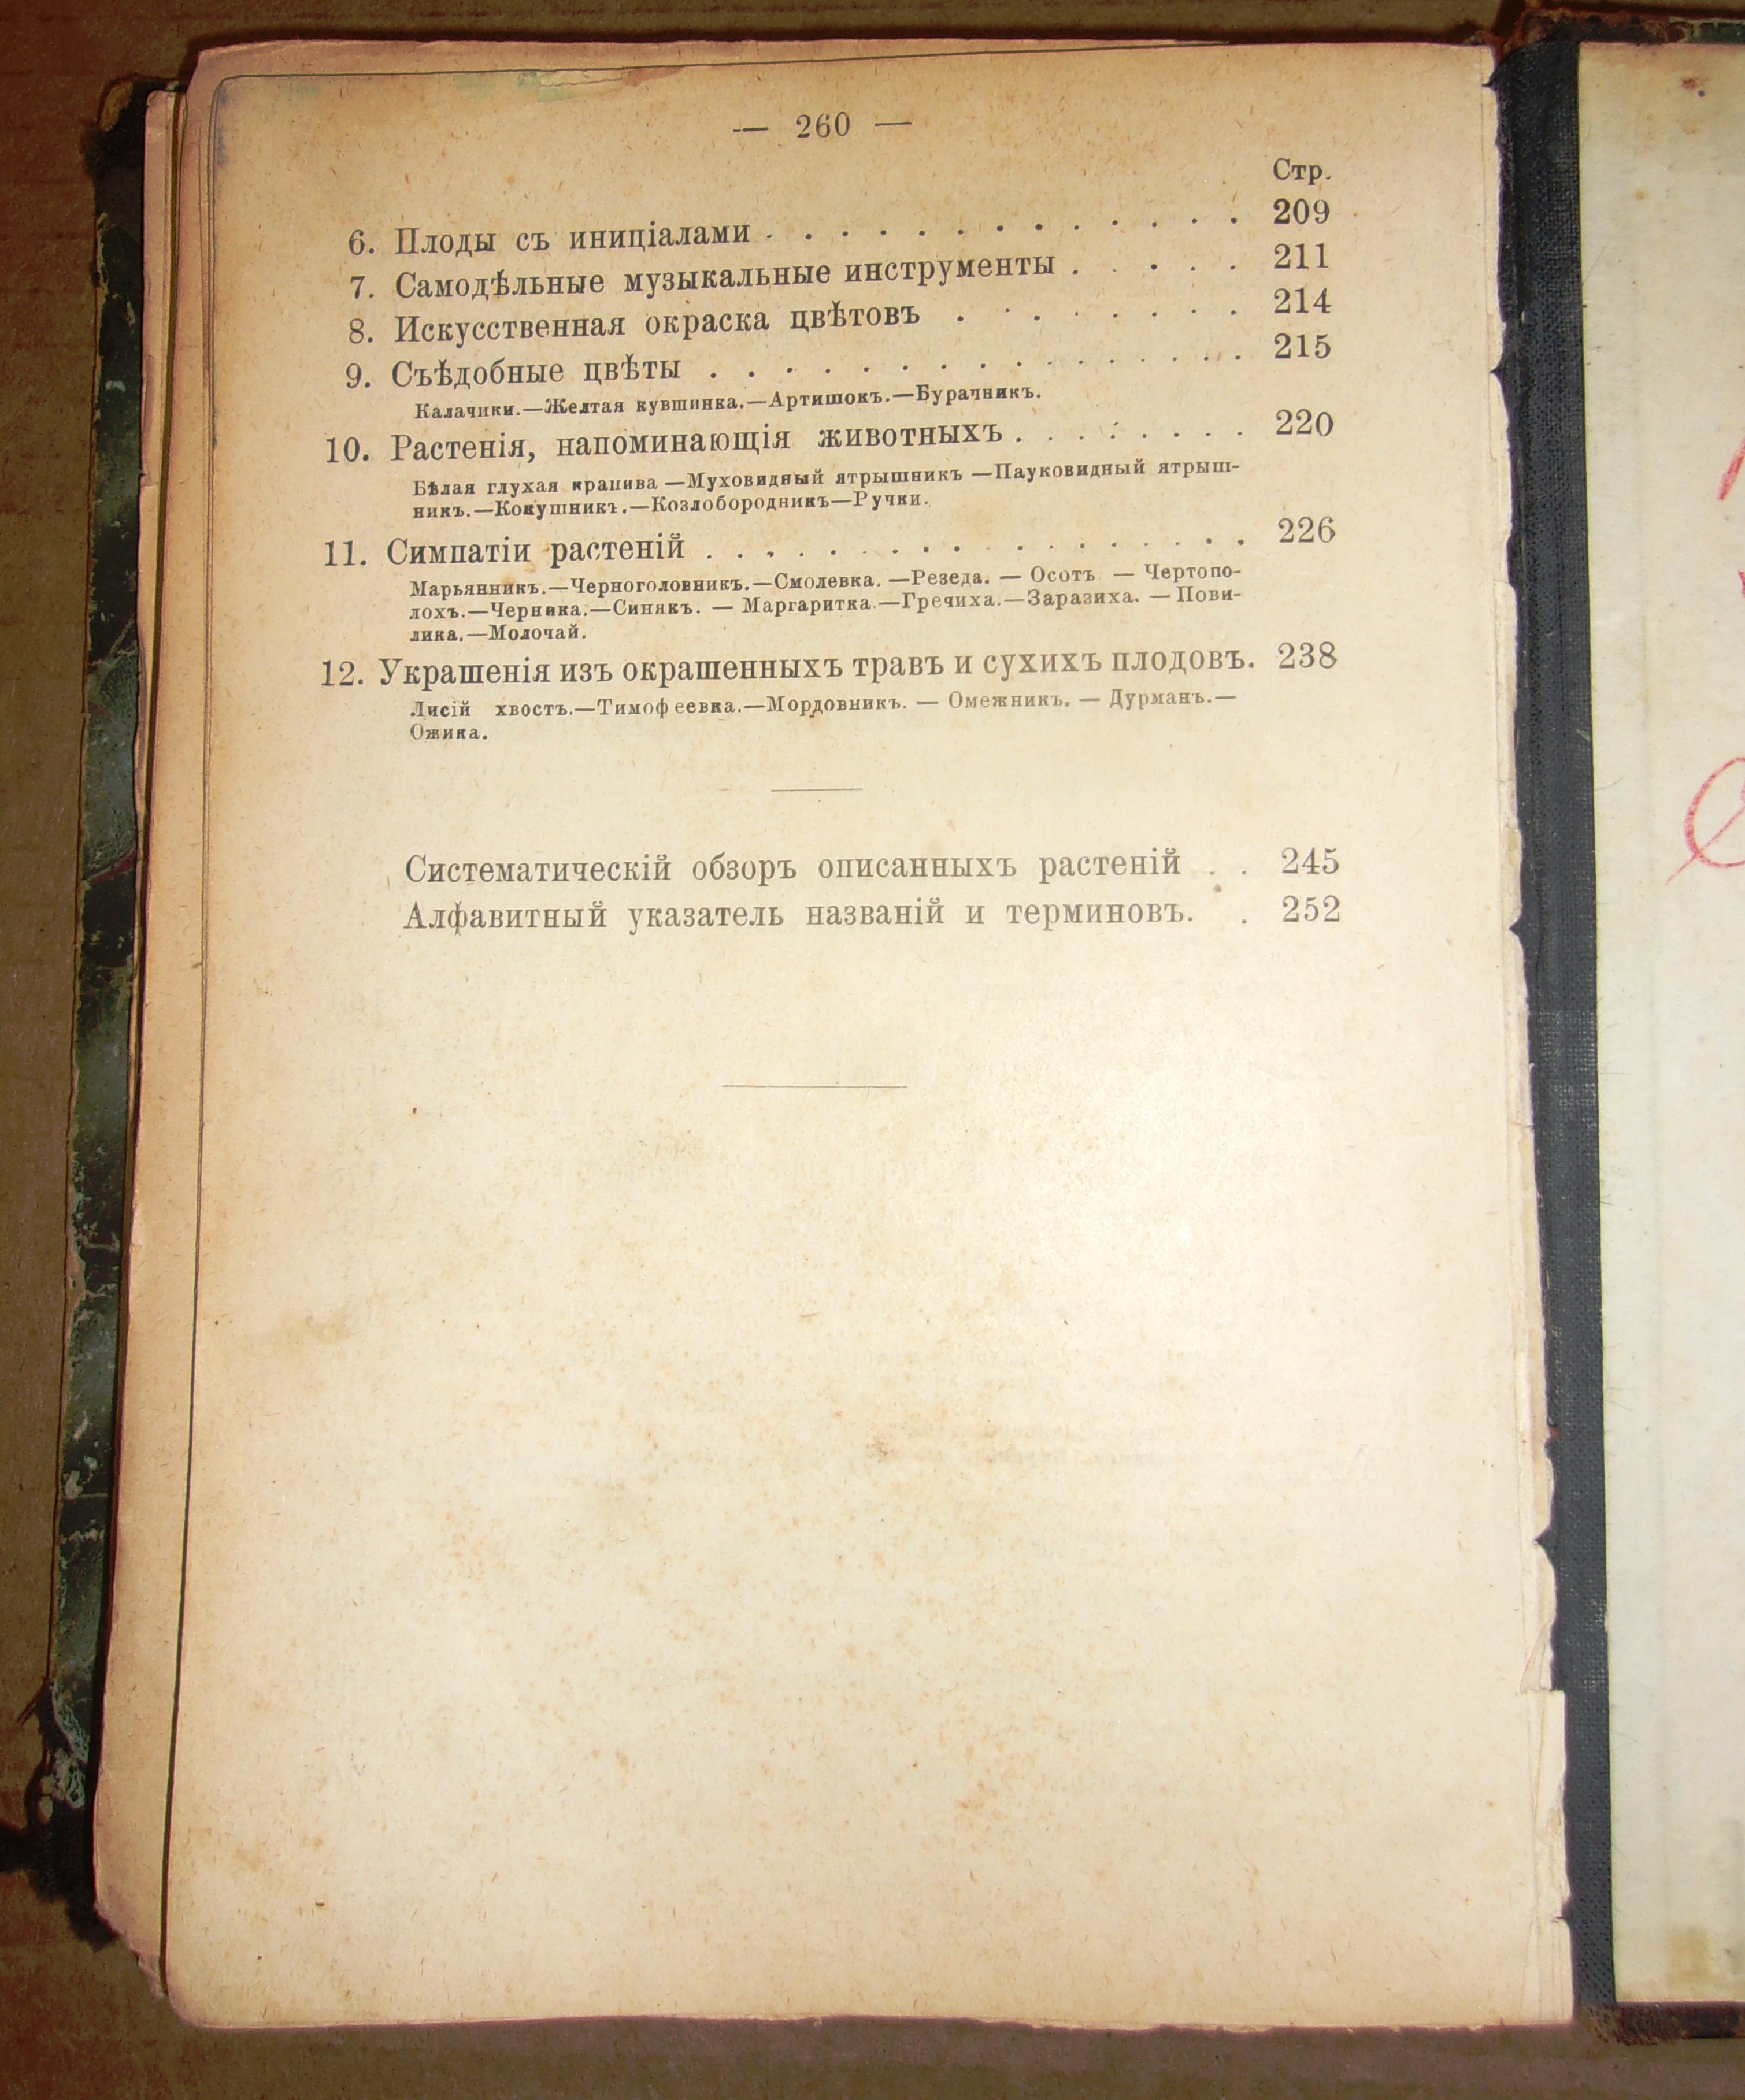 — 260 —
Стр.
6. Плоды съ иниціалами . . . . . . . . . . . . . 209
7. Самодѣльные музыкальные инструменты . . . . . 211
8. Искусственная окраска цвѣтовъ . . . . . . . . 214
9. Съѣдобные цвѣты . . . . . . . . . . . . . . 215
Калачики.—Желтая кувшинка.—Артишокъ.—Бурачникъ.
10. Растенія, напоминающія животныхъ . . . . . . . 220
Бѣлая глухая крапива —Муховидный ятрышникъ —Пауковидный ятрыш-
никъ.—Кокушникъ.—Козлобородникъ—Ручки.
11. Симпатіи растеній . . . . . . . . . . . . . . . . 226
Марьянникъ.—Черноголовникъ.—Смолевка. —Резеда. — Осотъ — Чертопо-
лохъ.—Черника.—Синякъ. — Маргаритка.—Гречиха.—Заразиха. — Пови-
лика.—Молочай.
12. Украшенія изъ окрашенныхъ травъ и сухихъ плодовъ. 238
Лисій хвостъ.—Тимофеевка.—Мордовникъ. — Омежникъ. — Дурманъ.—
Ожика.
Систематическій обзоръ описанныхъ растеній . . 245
Алфавитный указатель названій и терминовъ. . 252